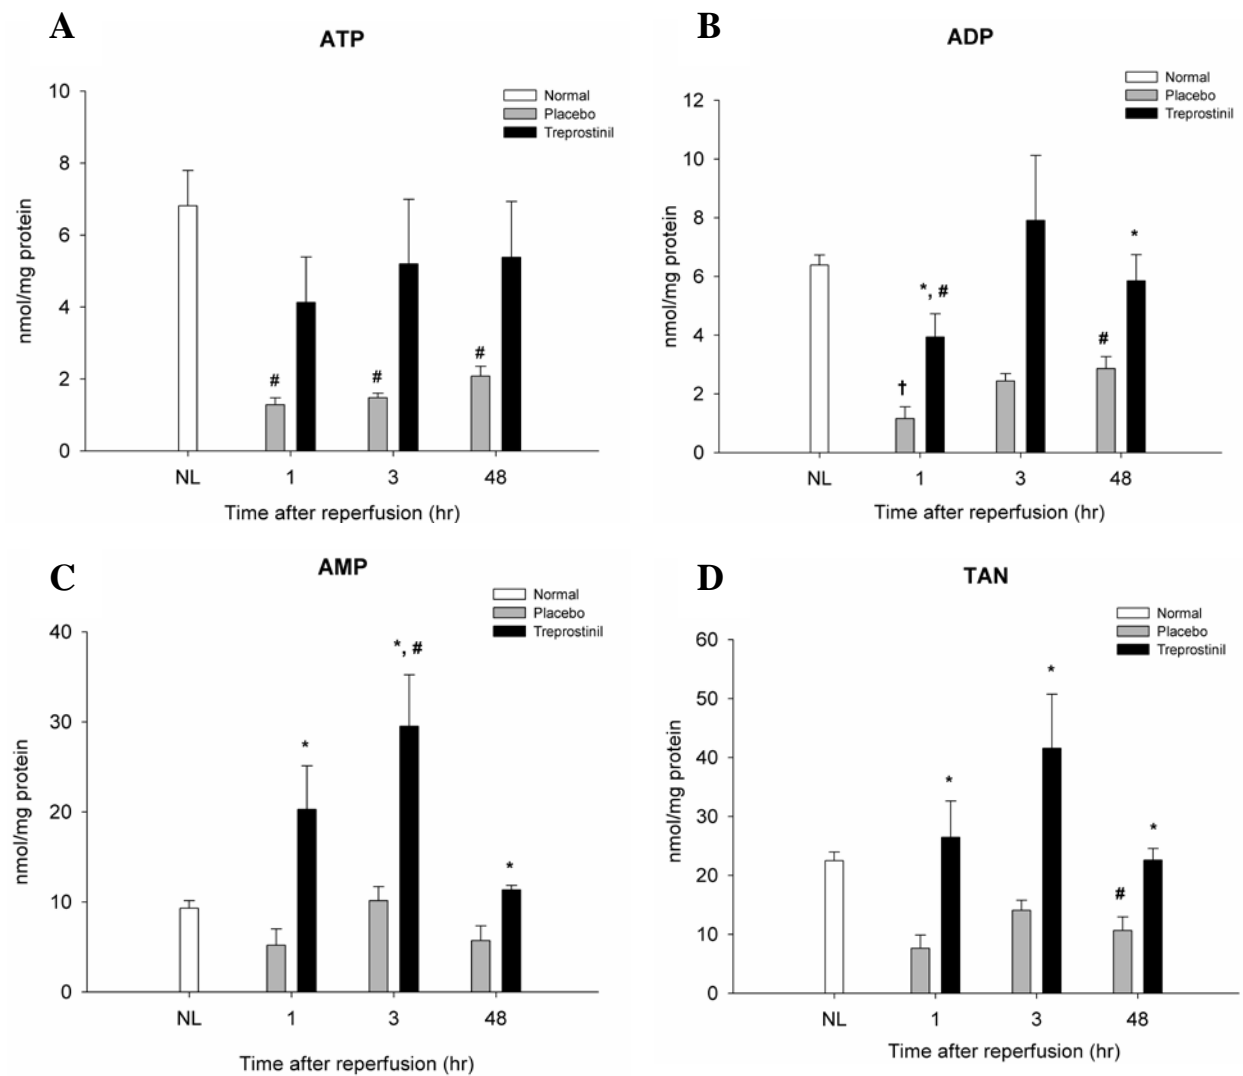 A
ATP
Normal
Placebo
Treprostinil
10
8
6
4
2
0
nmol/mg protein
#
#
#
NL 1 3 48
Time after reperfusion (hr)
B
ADP
Normal
Placebo
Treprostinil
12
10
8
6
4
2
0
nmol/mg protein
†
*, #
#
*
NL 1 3 48
Time after reperfusion (hr)
C
AMP
Normal
Placebo
Treprostinil
40
30
20
10
0
nmol/mg protein
*
*, #
*
NL 1 3 48
Time after reperfusion (hr)
D
TAN
Normal
Placebo
Treprostinil
60
50
40
30
20
10
0
nmol/mg protein
*
*
#
*
NL 1 3 48
Time after reperfusion (hr)